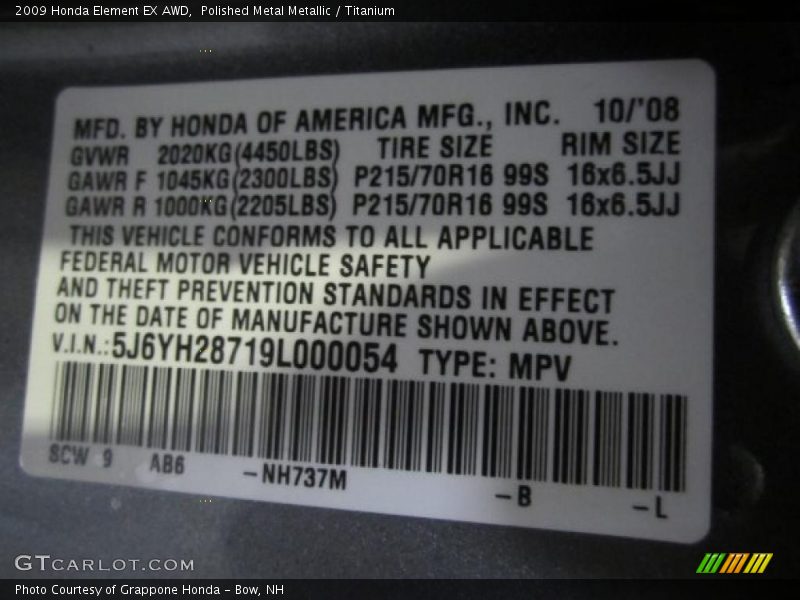 2009 Honda Element EX AWD,  Polished Metal Metallic / Titanium
MFD. BY HONDA OF AMERICA MFG., INC. 10/'08
GVWR 2020KG(4450LBS) TIRE SIZE RIM SIZE
GAWR F 1045KG(2300LBS) P215/70R16 99S 16x6.5JJ
GAWR R 1000KG(2205LBS) P215/70R16 99S 16x6.5JJ
THIS VEHICLE CONFORMS TO ALL APPLICABLE
FEDERAL MOTOR VEHICLE SAFETY
AND THEFT PREVENTION STANDARDS IN EFFECT
ON THE DATE OF MANUFACTURE SHOWN ABOVE.
V.I.N.:5J6YH28719L000054 TYPE: MPV
SCW 9 AB6 -NH737M -B -L
GTCARLOT.COM
Photo Courtesy of Grappone Honda - Bow, NH